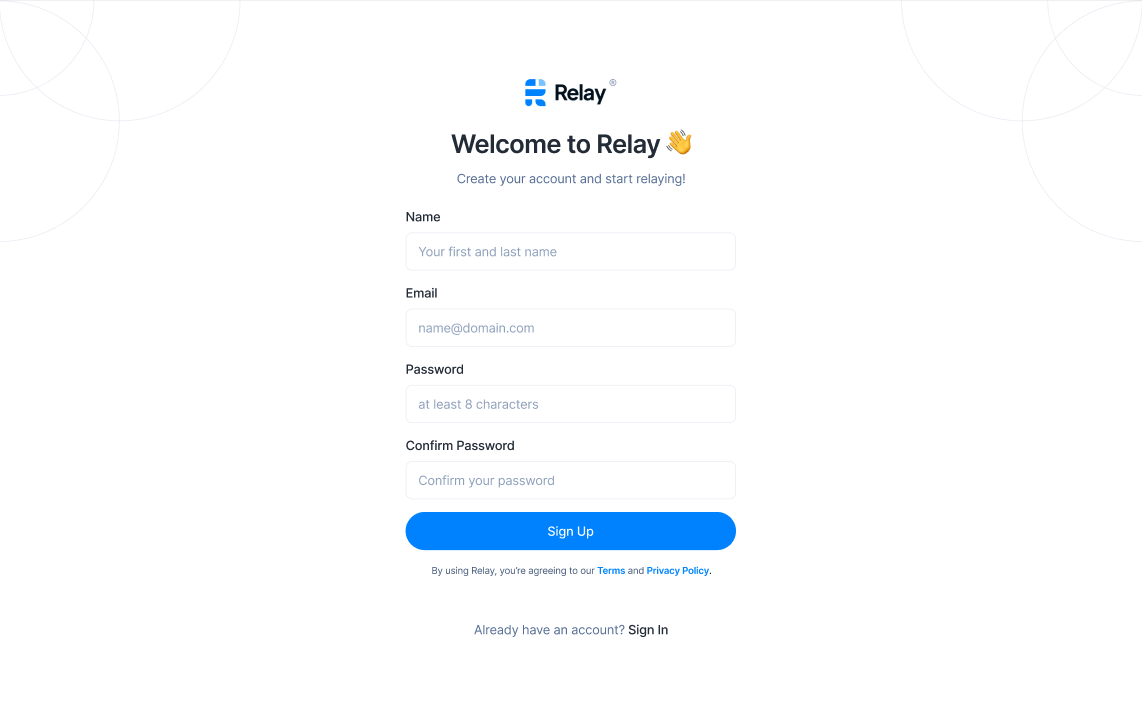 Relay ®
Welcome to Relay 👋
Create your account and start relaying!
Name
Your first and last name
Email
name@domain.com
Password
at least 8 characters
Confirm Password
Confirm your password
Sign Up
By using Relay, you're agreeing to our Terms and Privacy Policy.
Already have an account? Sign In